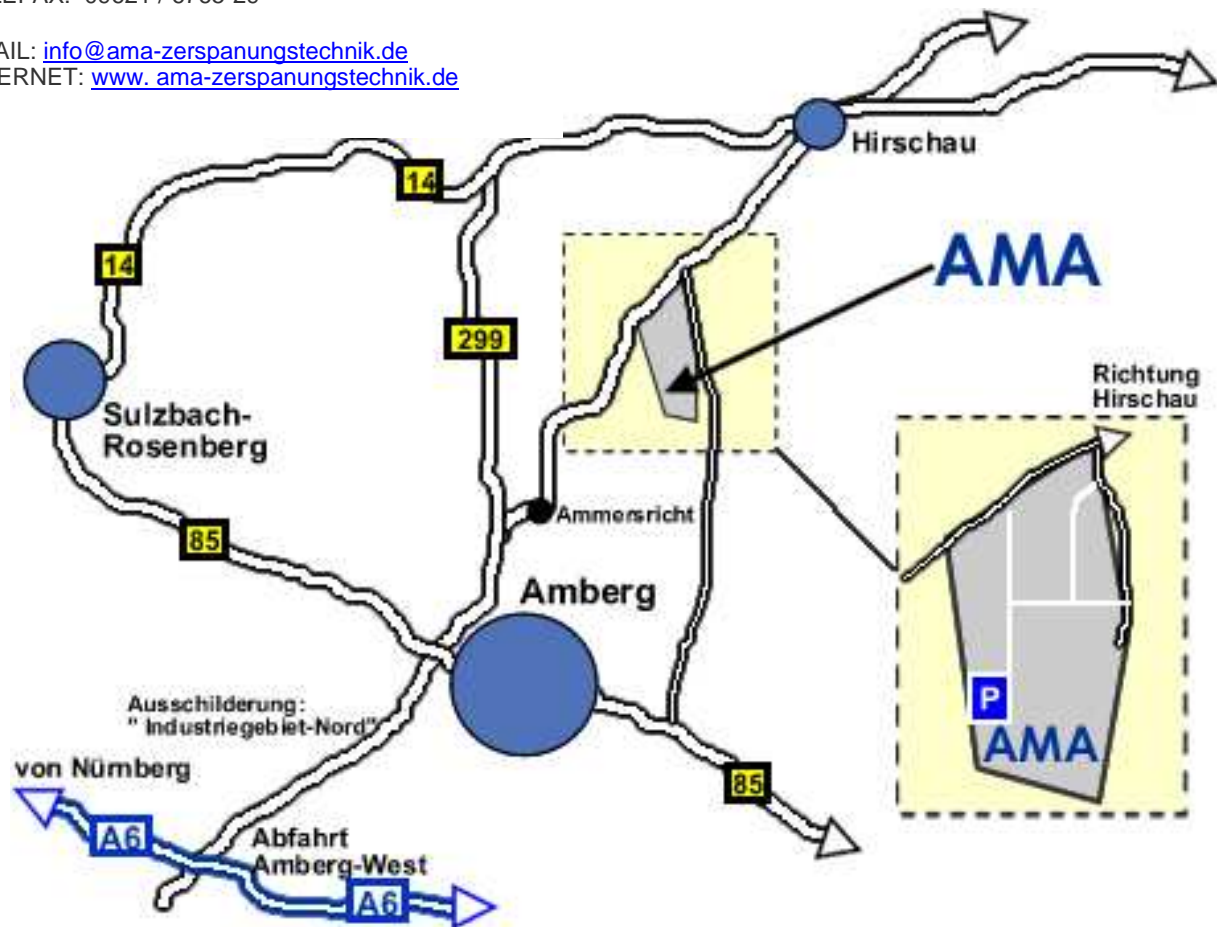 AIL: info@ama-zerspanungstechnik.de
ERNET: www. ama-zerspanungstechnik.de
Hirschau
14
14
AMA
299
Richtung
Hirschau
Sulzbach-
Rosenberg
Ammersricht
85
Amberg
Ausschilderung:
" Industriegebiet-Nord"
P
AMA
von Nürnberg
85
A6
Abfahrt
Amberg-West
A6